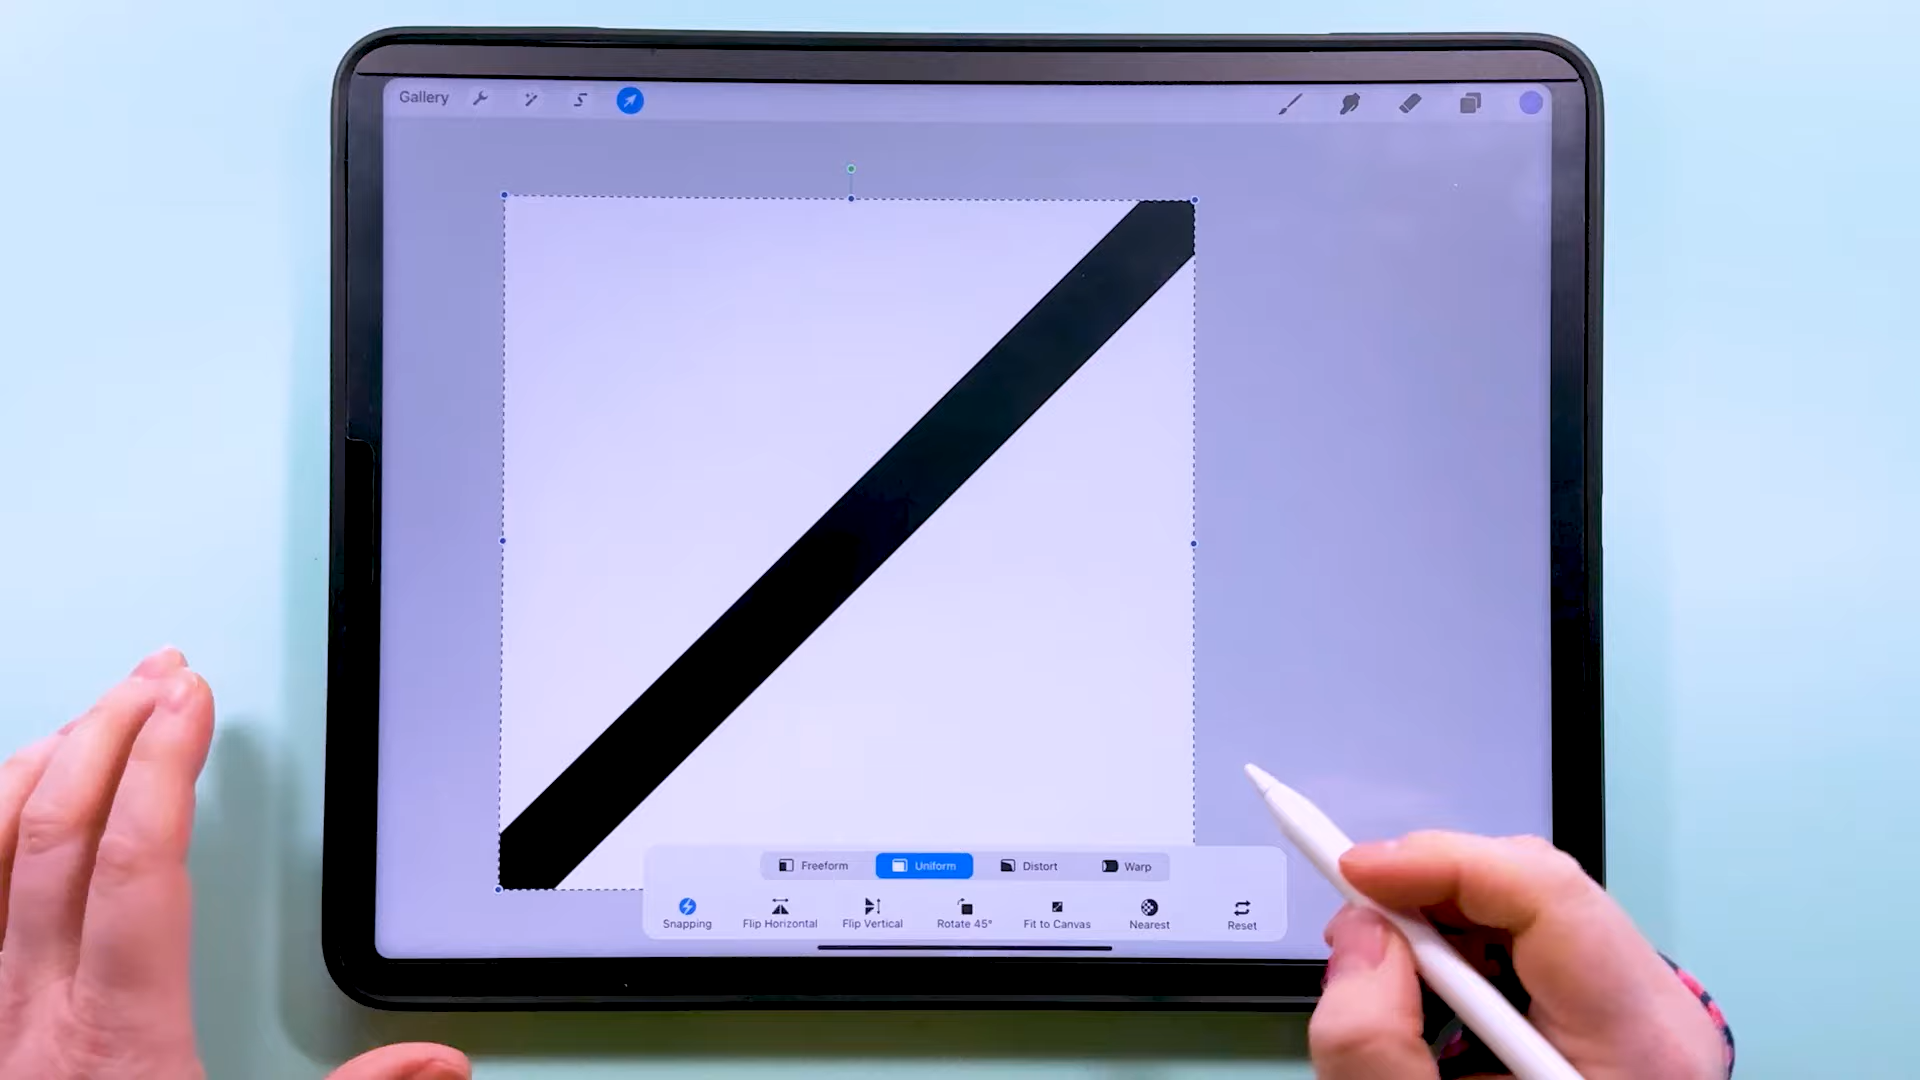 Gallery
Freeform Uniform Distort Warp
Snapping Flip Horizontal Flip Vertical Rotate 45° Fit to Canvas Nearest Reset